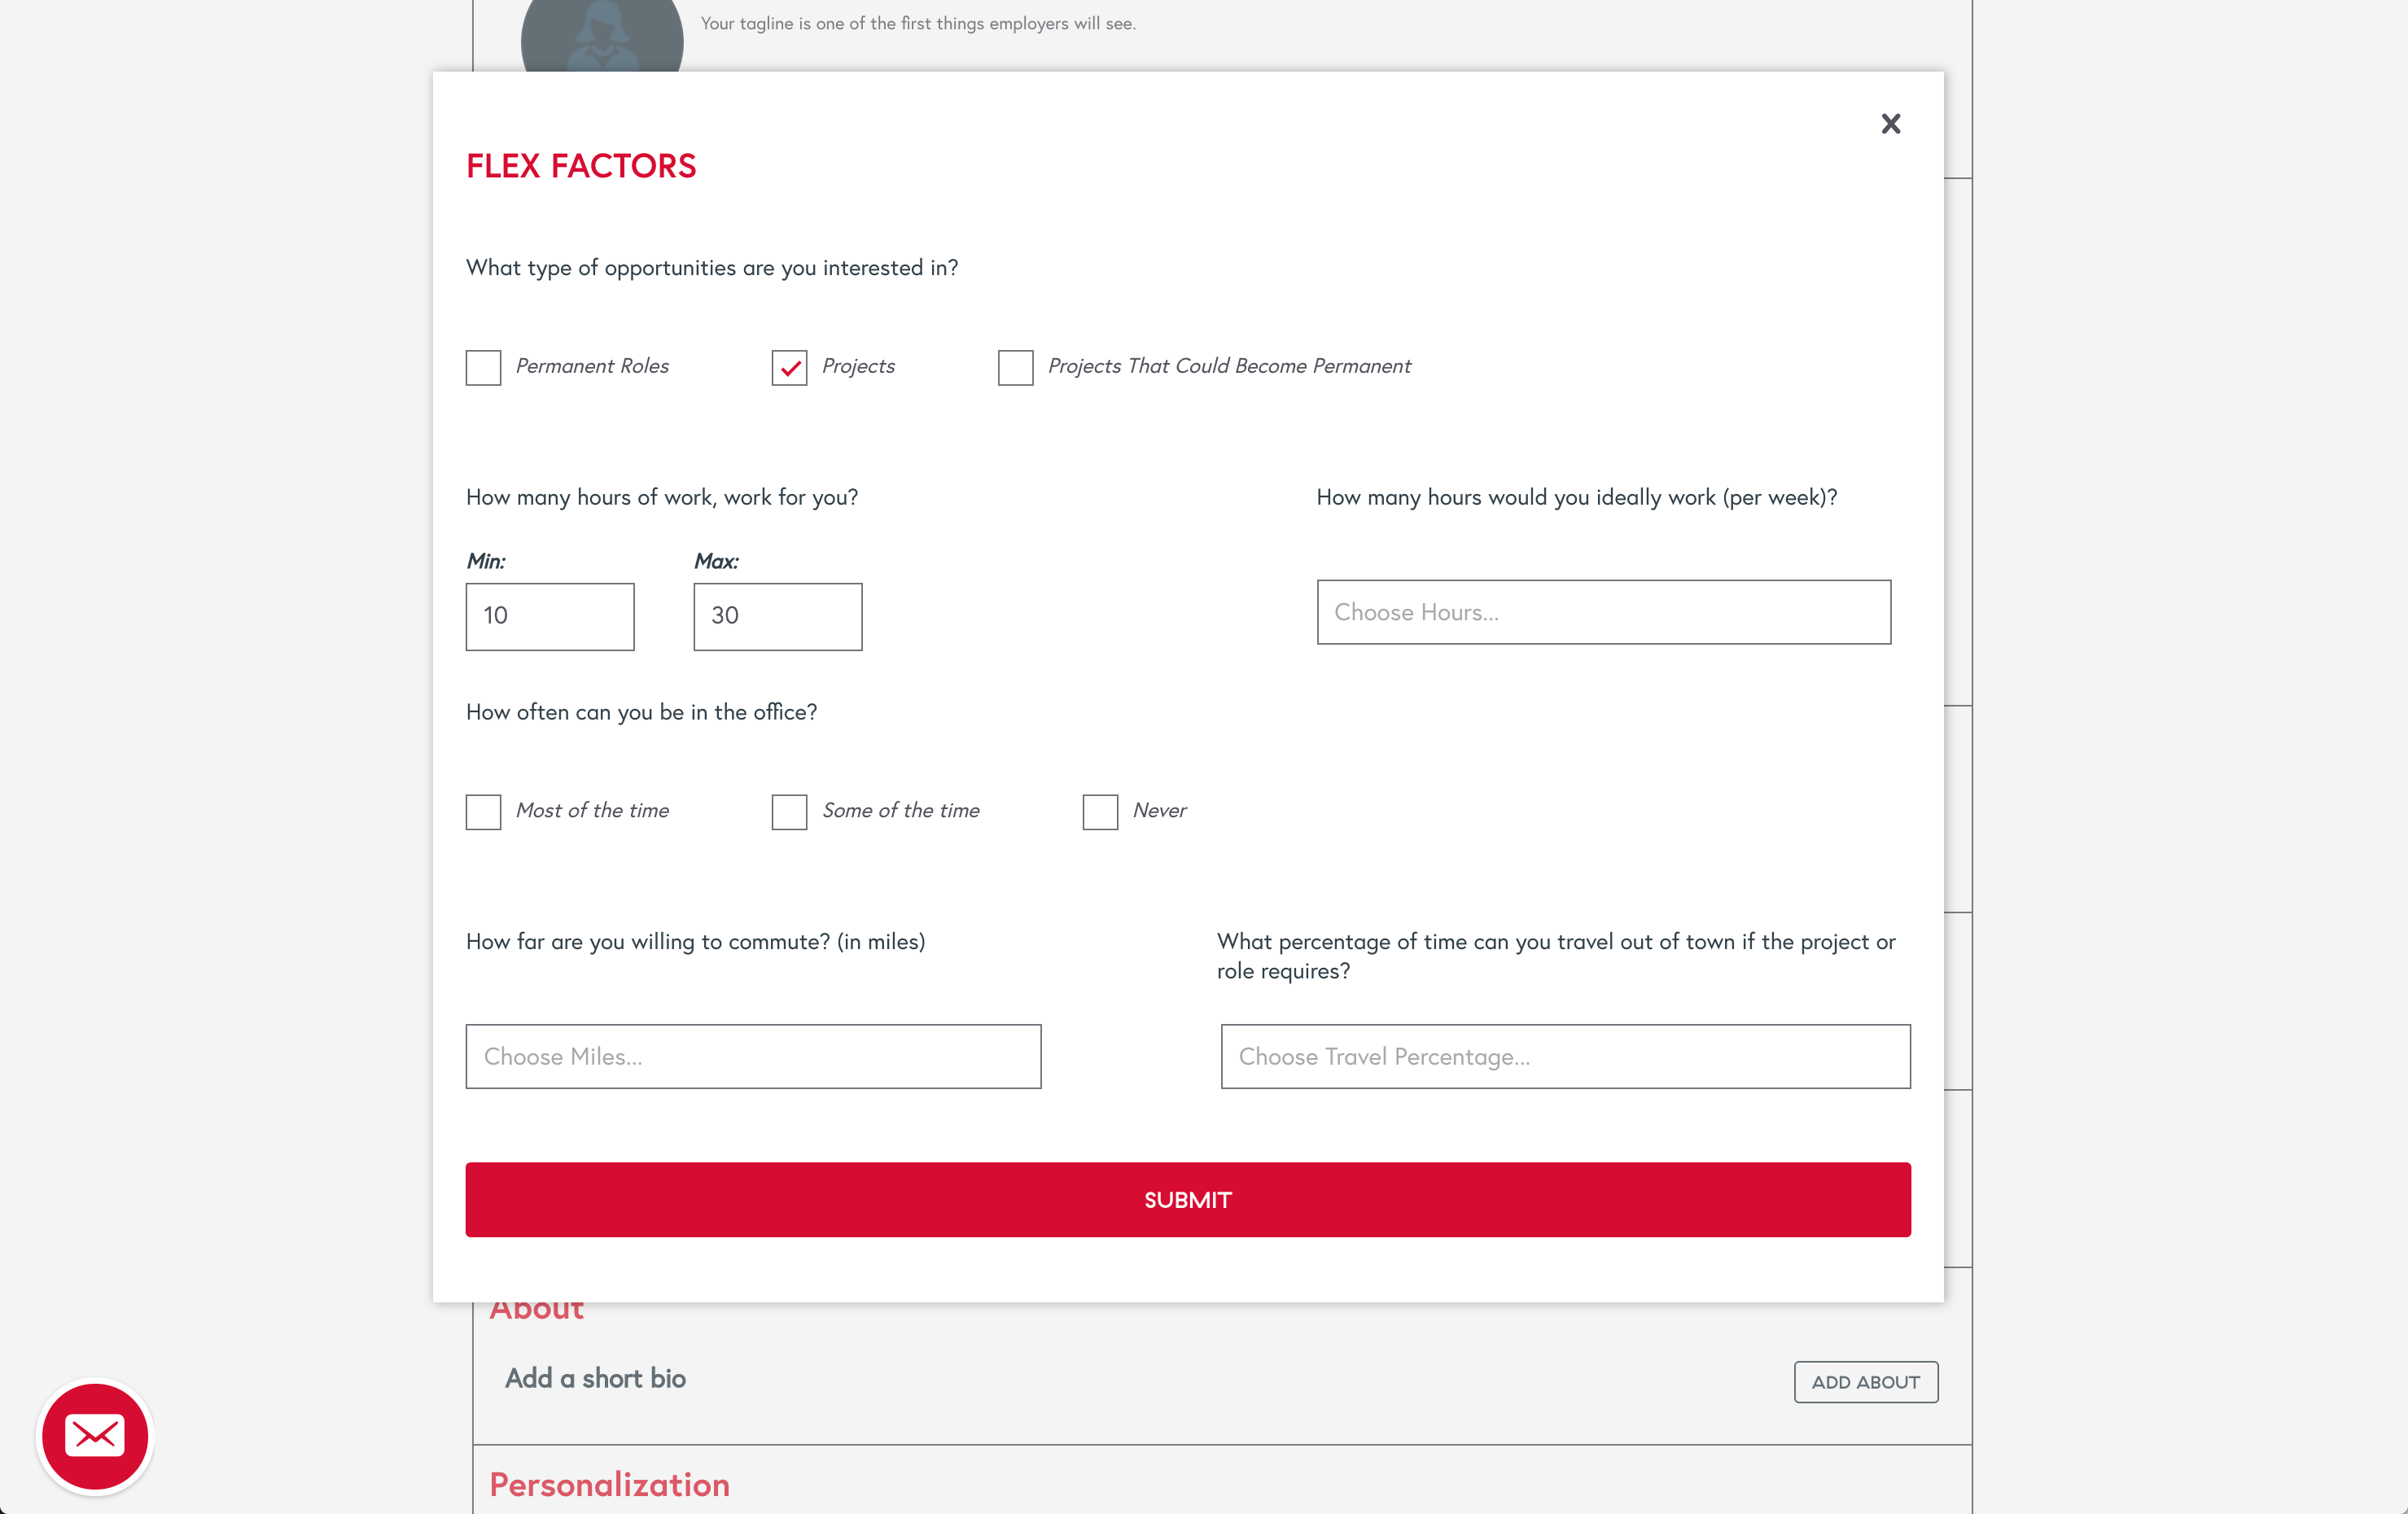 Your tagline is one of the first things employers will see.
FLEX FACTORS
What type of opportunities are you interested in?
Permanent Roles
Projects
Projects That Could Become Permanent
How many hours of work, work for you?
How many hours would you ideally work (per week)?
Min:
Max:
10
30
Choose Hours...
How often can you be in the office?
Most of the time
Some of the time
Never
How far are you willing to commute? (in miles)
What percentage of time can you travel out of town if the project or
role requires?
Choose Miles...
Choose Travel Percentage...
SUBMIT
About
Add a short bio
ADD ABOUT
Personalization